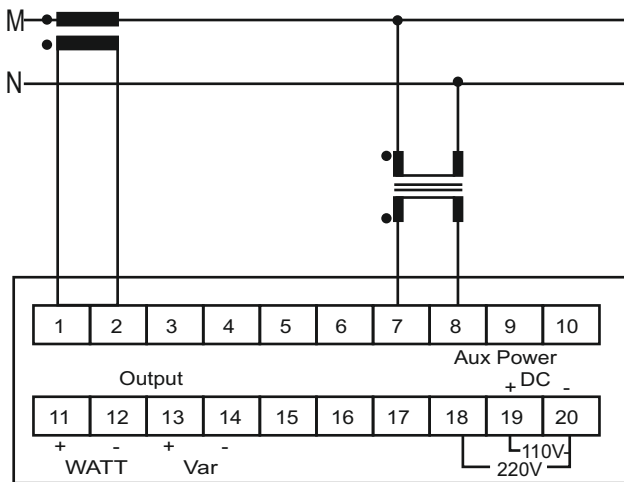 M
N
1 2 3 4 5 6 7 8 9 10
Aux Power
Output + DC -
11 12 13 14 15 16 17 18 19 20
+ - + -
WATT Var
110V
220V